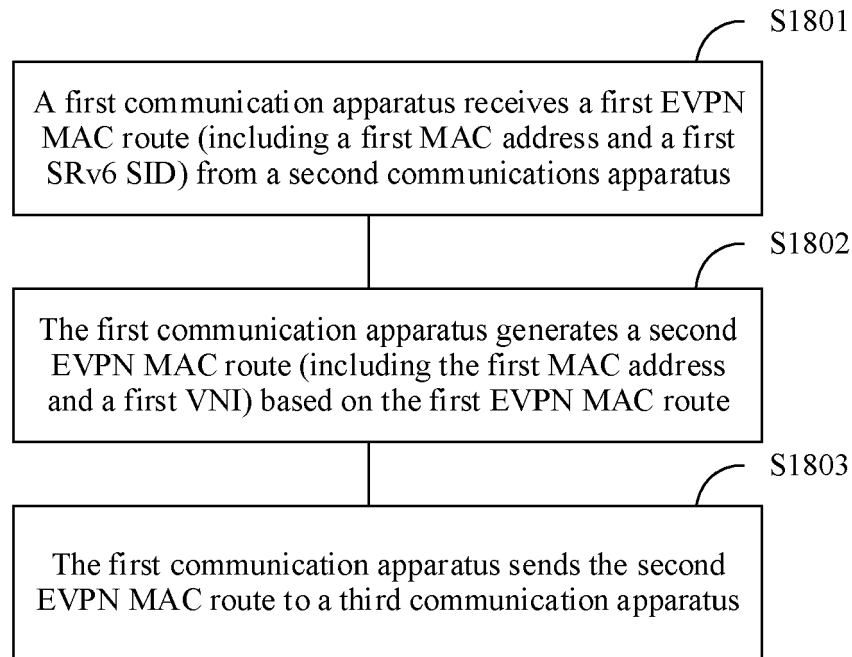 S1801
A first communication apparatus receives a first EVPN
MAC route (including a first MAC address and a first
SRv6 SID) from a second communications apparatus
S1802
The first communication apparatus generates a second
EVPN MAC route (including the first MAC address
and a first VNI) based on the first EVPN MAC route
S1803
The first communication apparatus sends the second
EVPN MAC route to a third communication apparatus